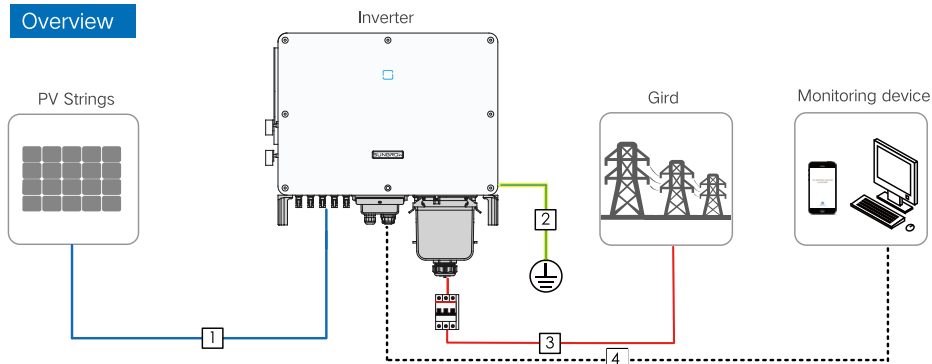 Overview
Inverter
PV Strings
Gird
Monitoring device
SUNGROW
2
1
3
4